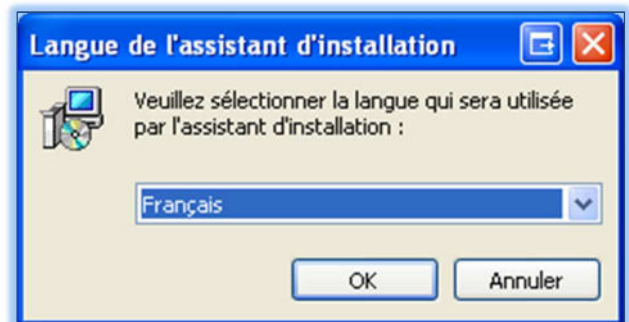 Langue de l'assistant d'installation
Veuillez sélectionner la langue qui sera utilisée
par l'assistant d'installation :
Français
OK
Annuler